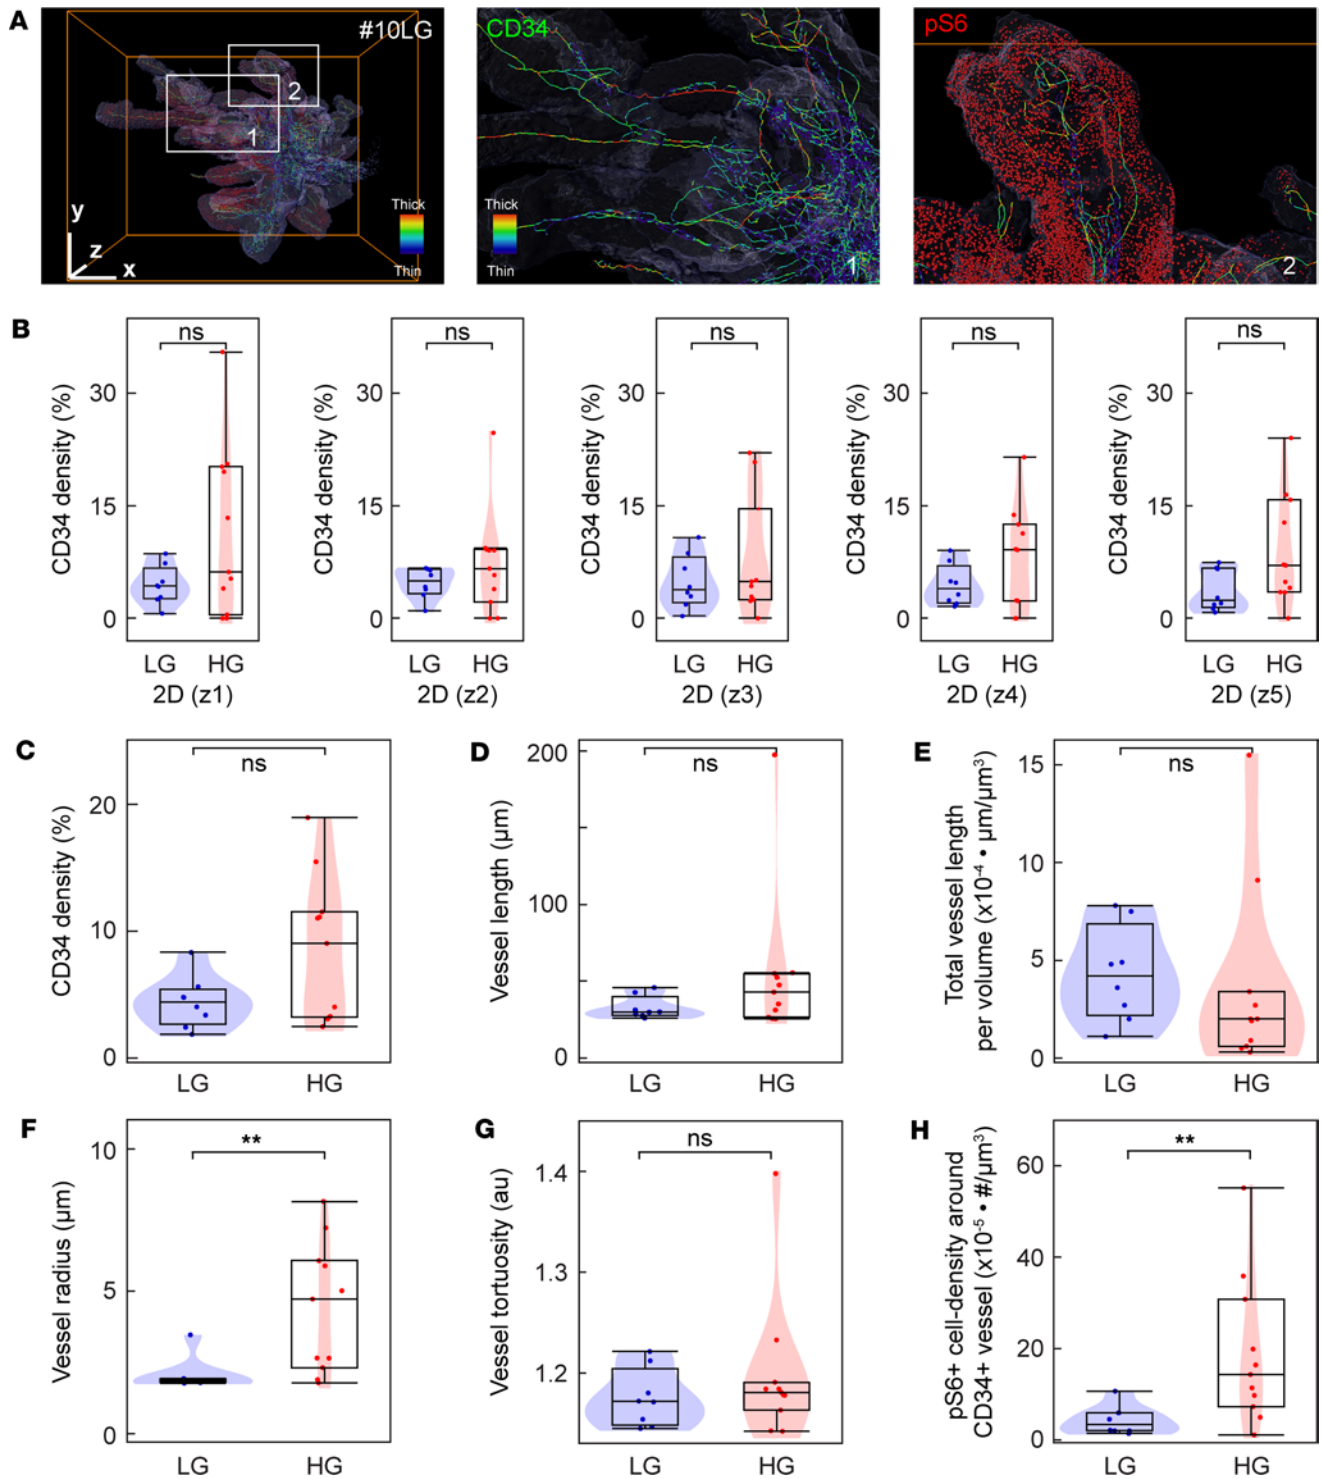 A
#10LG
1
2
y
z
x
Thick
Thin
CD34
Thick
Thin
1
pS6
2
B
CD34 density (%)
30
15
0
ns
LG HG
2D (z1)
CD34 density (%)
30
15
0
ns
LG HG
2D (z2)
CD34 density (%)
30
15
0
ns
LG HG
2D (z3)
CD34 density (%)
30
15
0
ns
LG HG
2D (z4)
CD34 density (%)
30
15
0
ns
LG HG
2D (z5)
C
CD34 density (%)
20
10
0
ns
LG HG
D
Vessel length (µm)
200
100
0
ns
LG HG
E
Total vessel length
per volume (x10⁻⁴ • µm/µm³)
15
10
5
0
ns
LG HG
F
Vessel radius (µm)
10
5
0
**
LG HG
G
Vessel tortuosity (au)
1.4
1.3
1.2
ns
LG HG
H
pS6+ cell-density around
CD34+ vessel (x10⁻⁵ • #/µm³)
60
40
20
0
**
LG HG